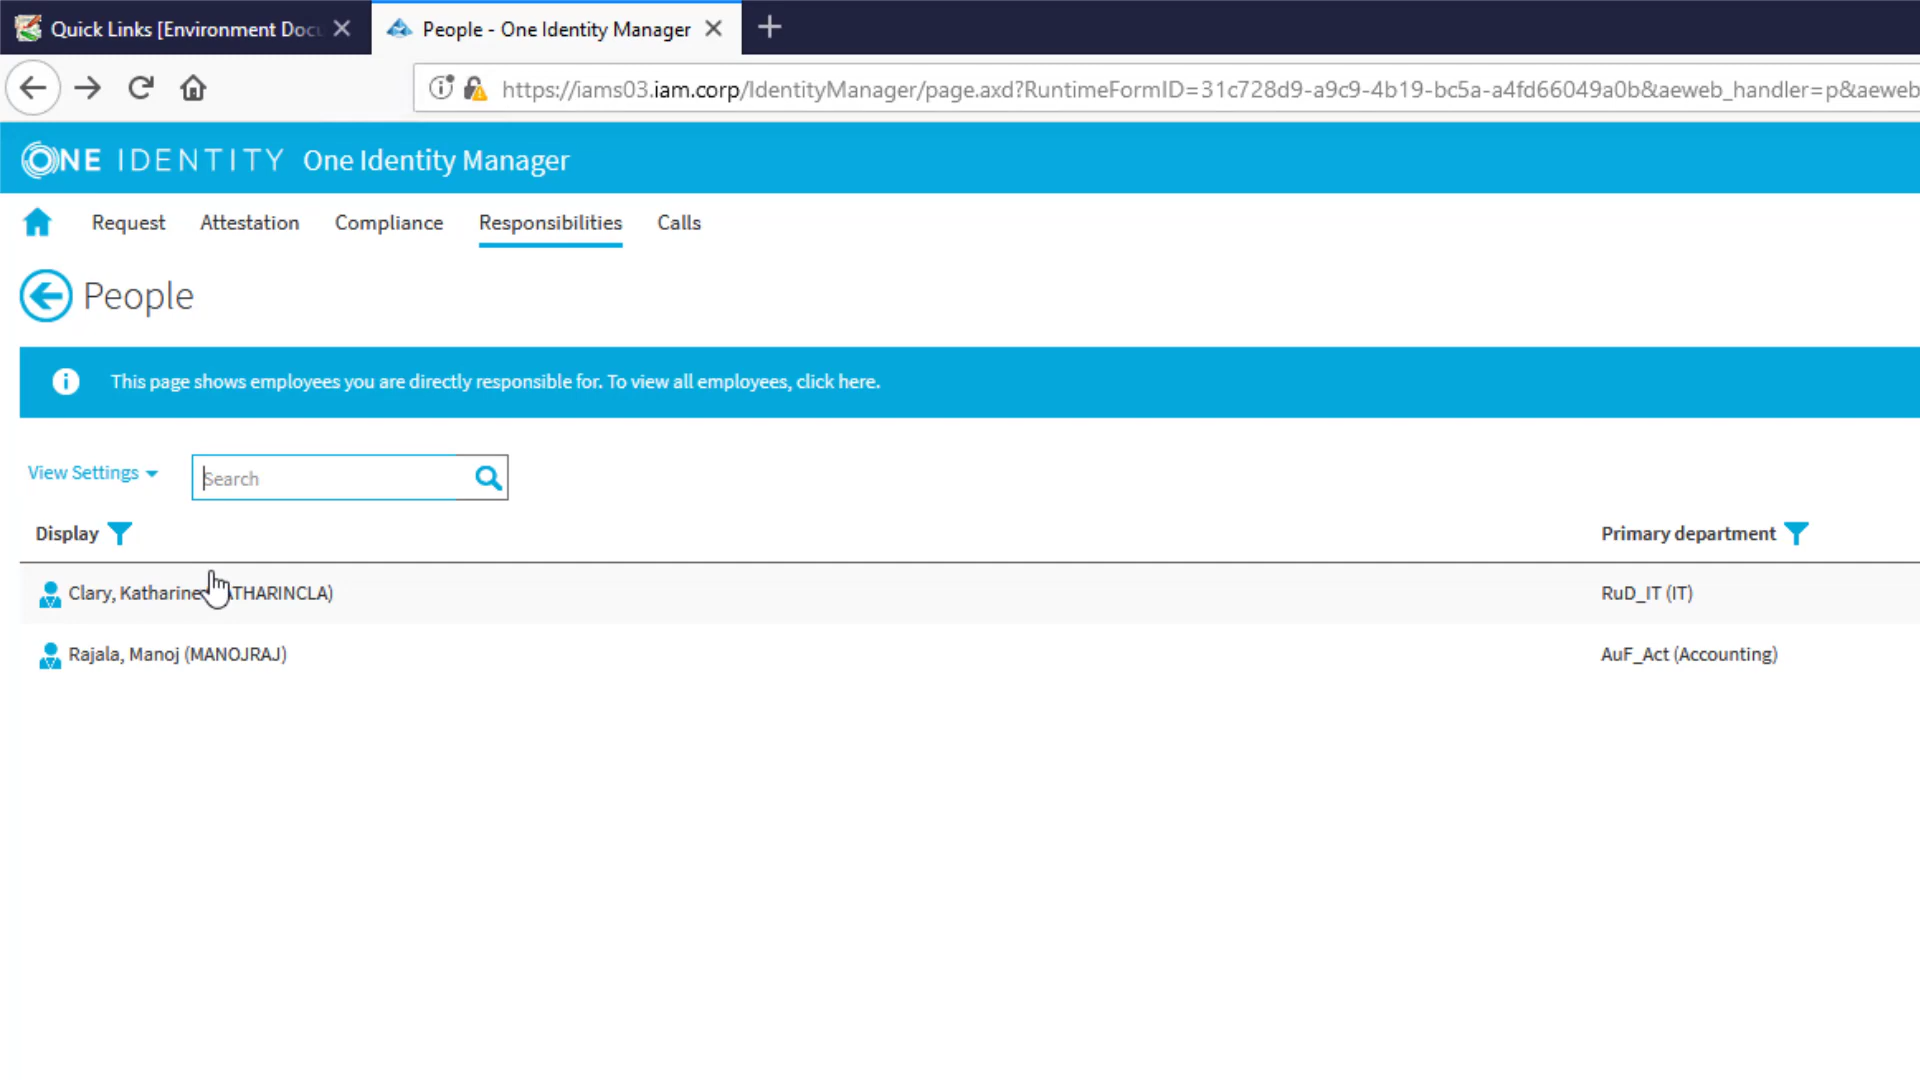 Quick Links [Environment Docu
People - One Identity Manager
https://iams03.iam.corp/IdentityManager/page.axd?RuntimeFormID=31c728d9-a9c9-4b19-bc5a-a4fd66049a0b&aeweb_handler=p&aeweb
ONE IDENTITY One Identity Manager
Request Attestation Compliance Responsibilities Calls
People
This page shows employees you are directly responsible for. To view all employees, click here.
View Settings Search
Display Primary department
Clary, Katharine ATHARINCLA) RuD_IT (IT)
Rajala, Manoj (MANOJRAJ) AuF_Act (Accounting)